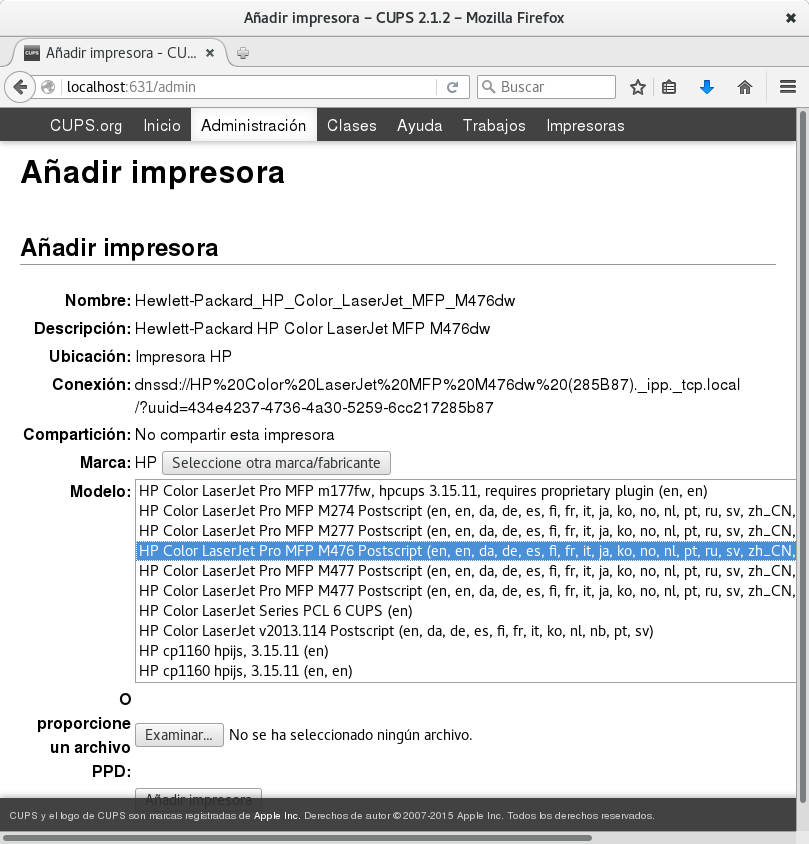 Añadir impresora – CUPS 2.1.2 – Mozilla Firefox
CUPS Añadir impresora - CU...
localhost:631/admin
Buscar
CUPS.org Inicio Administración Clases Ayuda Trabajos Impresoras
Añadir impresora
Añadir impresora
Nombre: Hewlett-Packard_HP_Color_LaserJet_MFP_M476dw
Descripción: Hewlett-Packard HP Color LaserJet MFP M476dw
Ubicación: Impresora HP
Conexión: dnssd://HP%20Color%20LaserJet%20MFP%20M476dw%20(285B87)._ipp._tcp.local
/?uuid=434e4237-4736-4a30-5259-6cc217285b87
Compartición: No compartir esta impresora
Marca: HP Seleccione otra marca/fabricante
Modelo: HP Color LaserJet Pro MFP m177fw, hpcups 3.15.11, requires proprietary plugin (en, en)
HP Color LaserJet Pro MFP M274 Postscript (en, en, da, de, es, fi, fr, it, ja, ko, no, nl, pt, ru, sv, zh_CN,
HP Color LaserJet Pro MFP M277 Postscript (en, en, da, de, es, fi, fr, it, ja, ko, no, nl, pt, ru, sv, zh_CN,
HP Color LaserJet Pro MFP M476 Postscript (en, en, da, de, es, fi, fr, it, ja, ko, no, nl, pt, ru, sv, zh_CN,
HP Color LaserJet Pro MFP M477 Postscript (en, en, da, de, es, fi, fr, it, ja, ko, no, nl, pt, ru, sv, zh_CN,
HP Color LaserJet Pro MFP M477 Postscript (en, en, da, de, es, fi, fr, it, ja, ko, no, nl, pt, ru, sv, zh_CN,
HP Color LaserJet Series PCL 6 CUPS (en)
HP Color LaserJet v2013.114 Postscript (en, da, de, es, fi, fr, it, ko, nl, nb, pt, sv)
HP cp1160 hpijs, 3.15.11 (en)
HP cp1160 hpijs, 3.15.11 (en, en)
O
proporcione
un archivo
PPD:
Examinar... No se ha seleccionado ningún archivo.
Añadir impresora
CUPS y el logo de CUPS son marcas registradas de Apple Inc. Derechos de autor © 2007-2015 Apple Inc. Todos los derechos reservados.